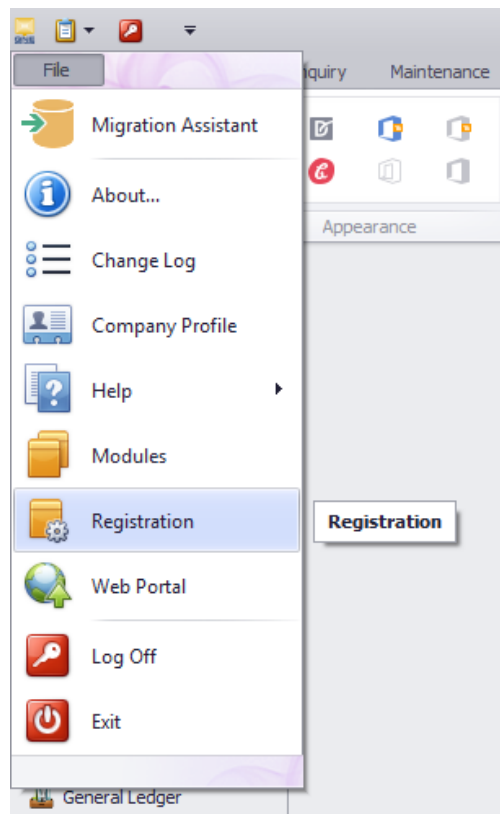 File
iquiry
Maintenance
Migration Assistant
About...
Appearance
Change Log
Company Profile
Help
Modules
Registration
Registration
Web Portal
Log Off
Exit
General Ledger